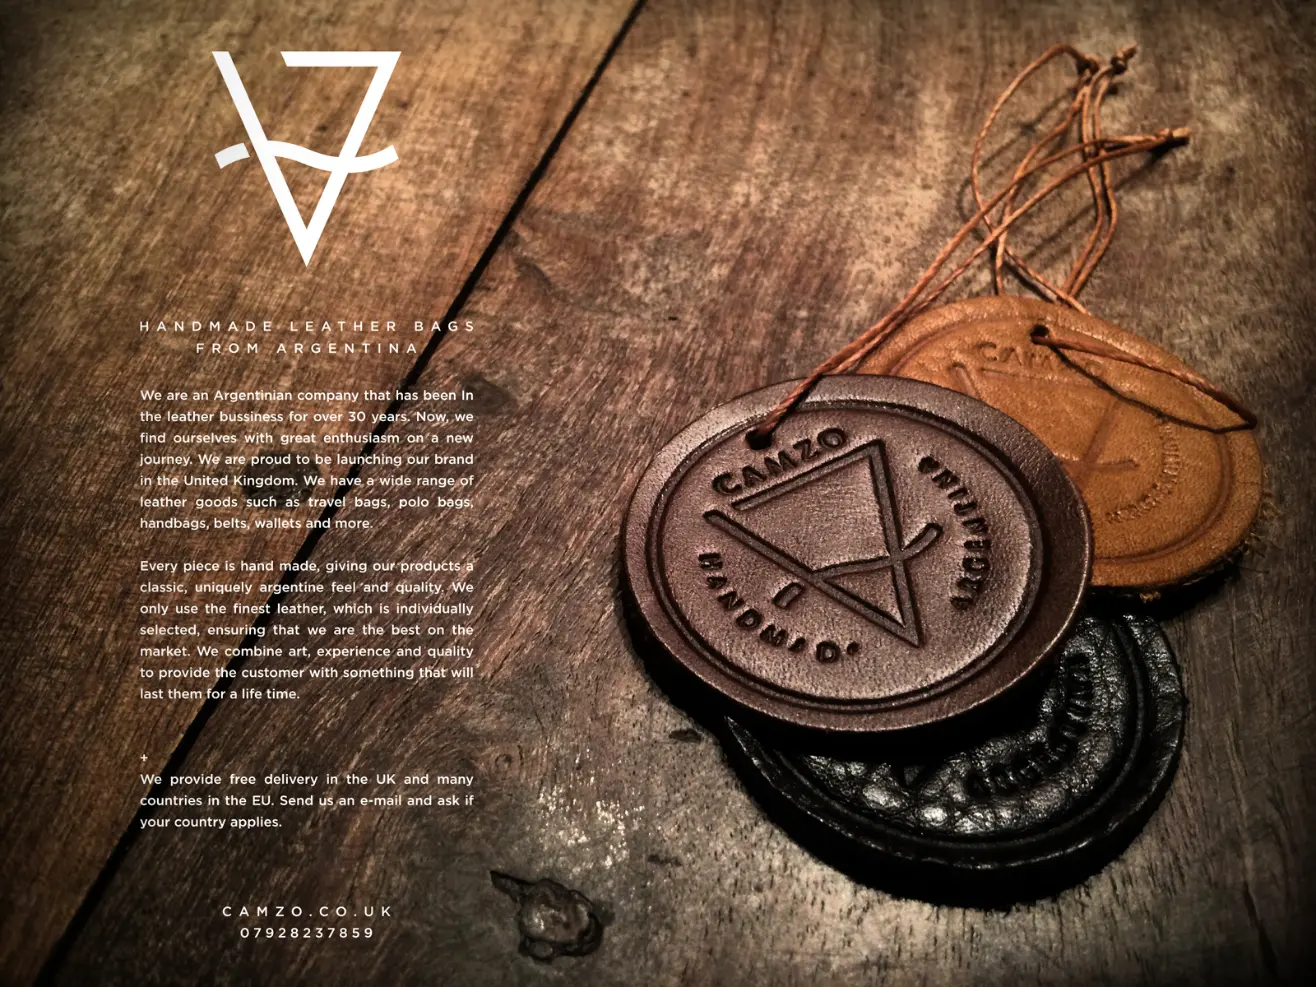 HANDMADE LEATHER BAGS
FROM ARGENTINA
We are an Argentinian company that has been In
the leather bussiness for over 30 years. Now, we
find ourselves with great enthusiasm on a new
journey. We are proud to be launching our brand
in the United Kingdom. We have a wide range of
leather goods such as travel bags, polo bags,
handbags, belts, wallets and more.
Every piece is hand made, giving our products a
classic, uniquely argentine feel and quality. We
only use the finest leather, which is individually
selected, ensuring that we are the best on the
market. We combine art, experience and quality
to provide the customer with something that will
last them for a life time.
+
We provide free delivery in the UK and many
countries in the EU. Send us an e-mail and ask if
your country applies.
CAMZO.CO.UK
07928237859
CAMZO
ARGENTINA